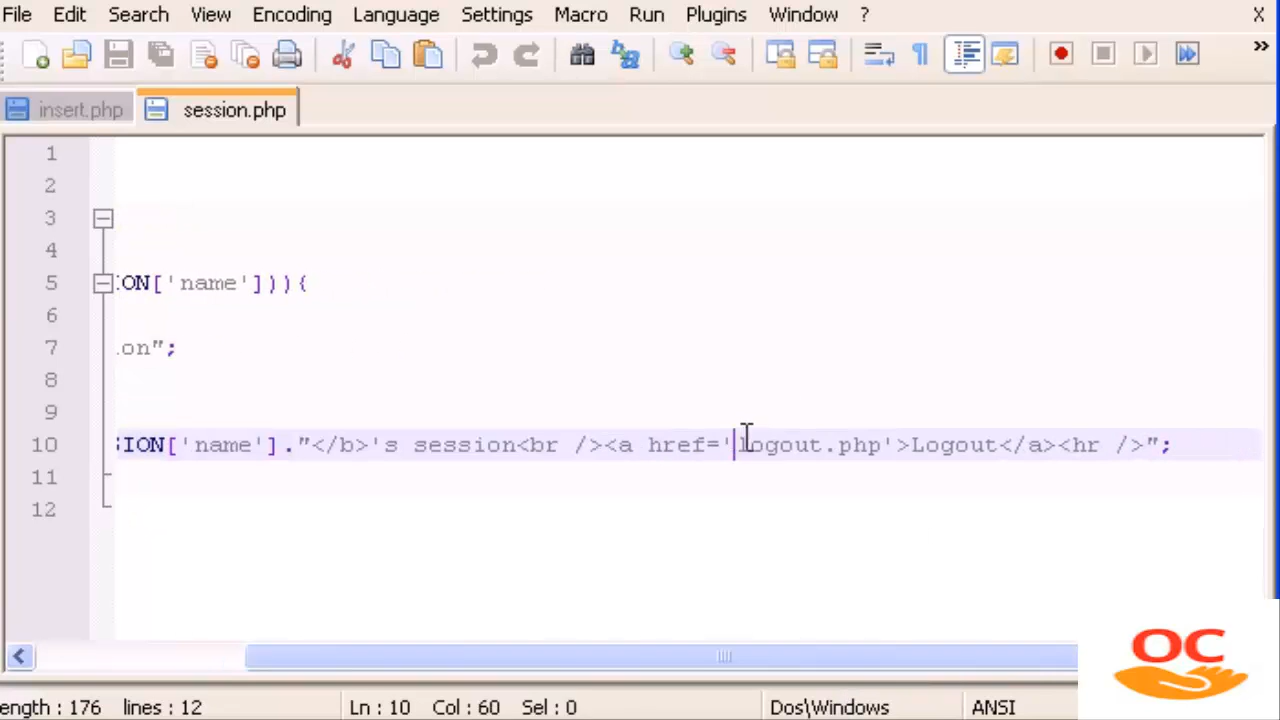 File Edit Search View Encoding Language Settings Macro Run Plugins Window ? X
insert.php session.php
1
2
3
4
5 ION['name'])){
6
7 on";
8
9
10 SION['name']."</b>'s session<br /><a href='logout.php'>Logout</a><hr />";
11
12
OC
ength : 176 lines : 12 Ln : 10 Col : 60 Sel : 0 Dos\Windows ANSI